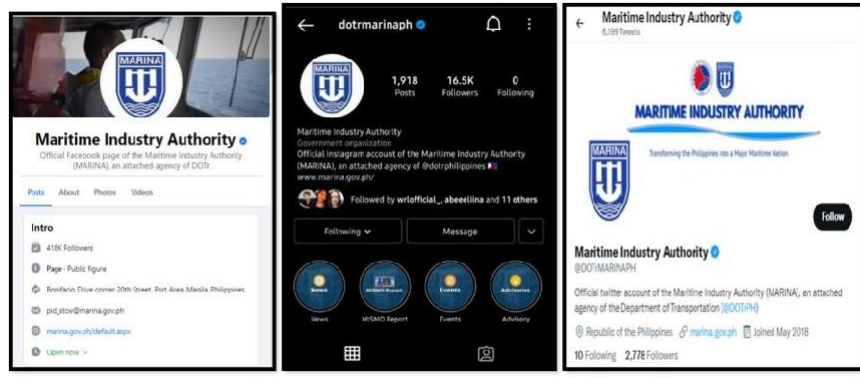 MARINA
Maritime Industry Authority
Official Facebook page of the Maritime Industry Authority
(MARINA), an attached agency of DOTr
Posts About Photos Videos
Intro
418K Followers
Page · Public figure
Bonifacio Drive corner 20th Street, Port Area Manila Philippines
pid_stcw@marina.gov.ph
marina.gov.ph/default.aspx
Open now
dotrmarinaph
MARINA
1,918 16.5K 0
Posts Followers Following
Maritime Industry Authority
Government organization
Official Instagram account of the Maritime Industry Authority
(MARINA), an attached agency of @dotrphilippines 🇵🇭
www.marina.gov.ph/
Followed by wrlofficial_, abeeeliina and 11 others
Following Message
News MISMO Report Events Advisories
News MISMO Report Events Advisory
Maritime Industry Authority
6,199 Tweets
MARITIME INDUSTRY AUTHORITY
Transforming the Philippines into a Major Maritime Nation
MARINA
Follow
Maritime Industry Authority
@DOTrMARINAPH
Official twitter account of the Maritime Industry Authority (MARINA), an attached
agency of the Department of Transportation (@DOTrPH)
Republic of the Philippines marina.gov.ph Joined May 2018
10 Following 2,778 Followers